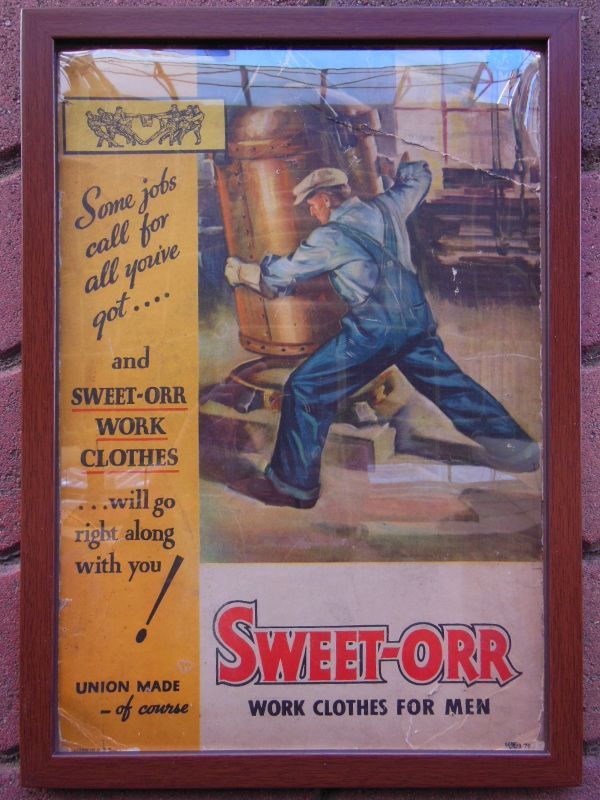 Some jobs
call for
all you've
got....
and
SWEET-ORR
WORK
CLOTHES
...will go
right along
with you!
UNION MADE
- of course
SWEET-ORR
WORK CLOTHES FOR MEN